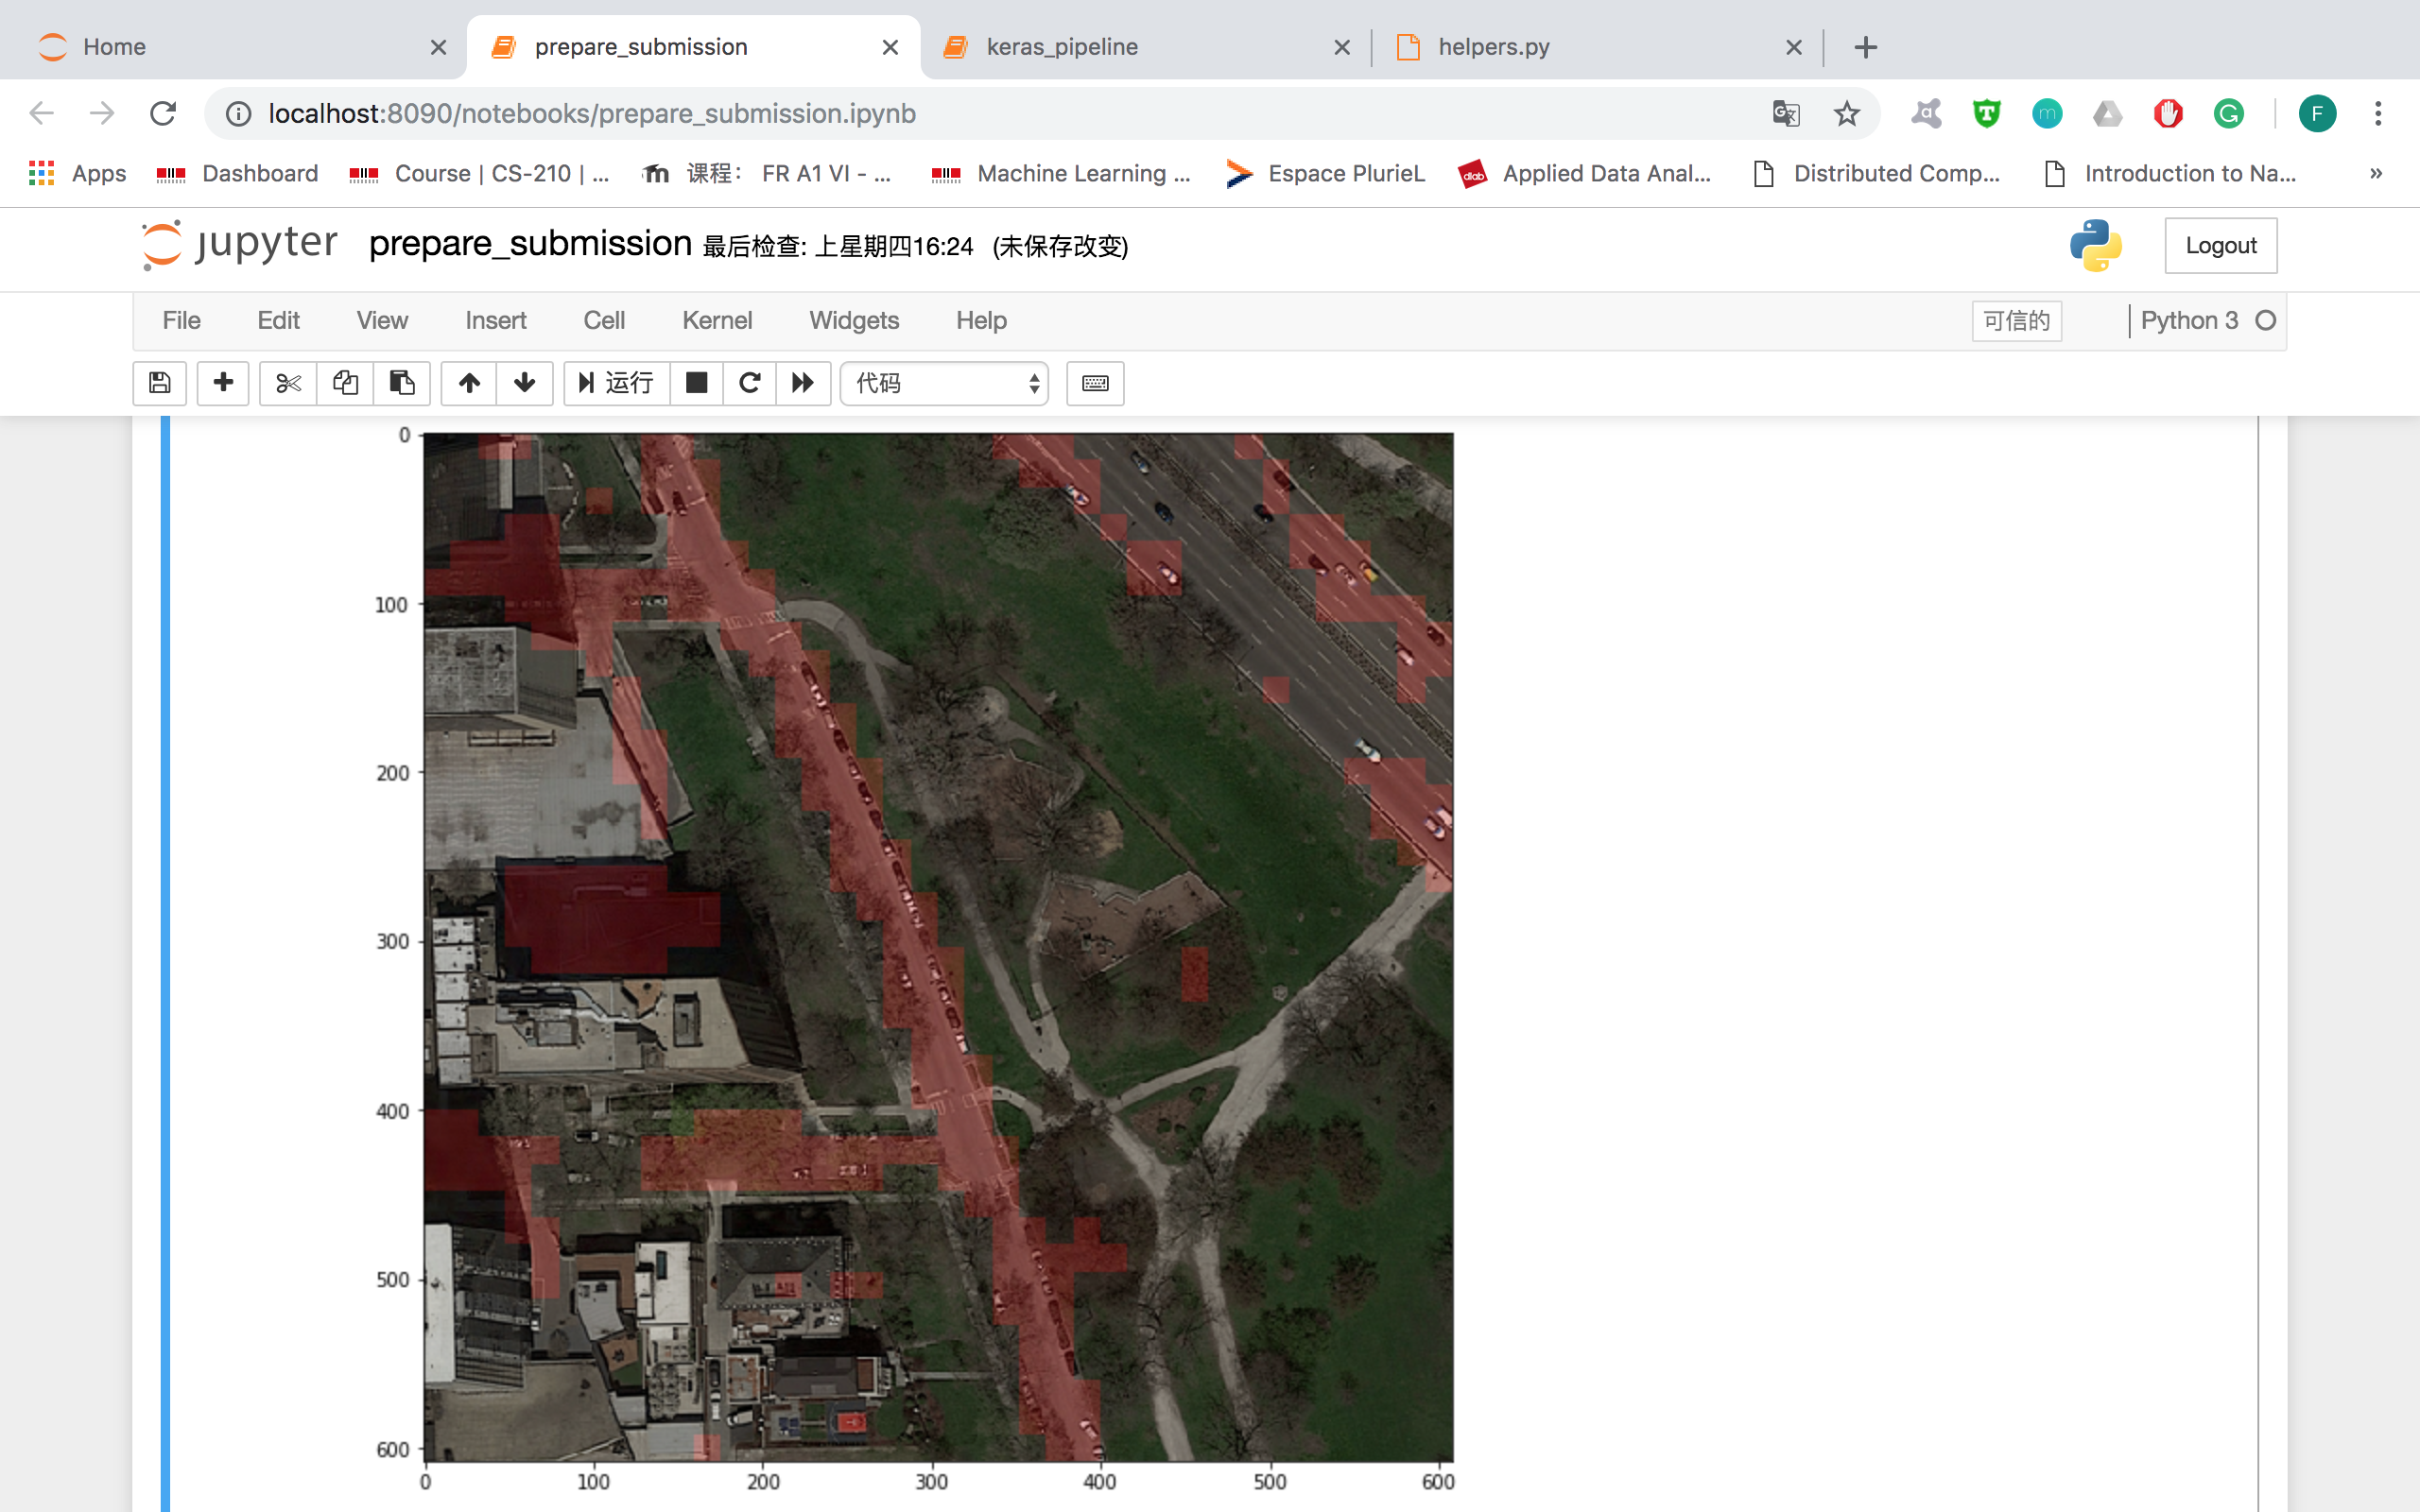 Home prepare_submission keras_pipeline helpers.py
localhost:8090/notebooks/prepare_submission.ipynb
F
Apps Dashboard Course | CS-210 | ... 课程： FR A1 VI - ... Machine Learning ... Espace PlurieL dlab Applied Data Anal... Distributed Comp... Introduction to Na... »
jupyter prepare_submission 最后检查: 上星期四16:24 (未保存改变) Logout
File Edit View Insert Cell Kernel Widgets Help 可信的 Python 3
运行 代码
0
100
200
300
400
500
600
0 100 200 300 400 500 600